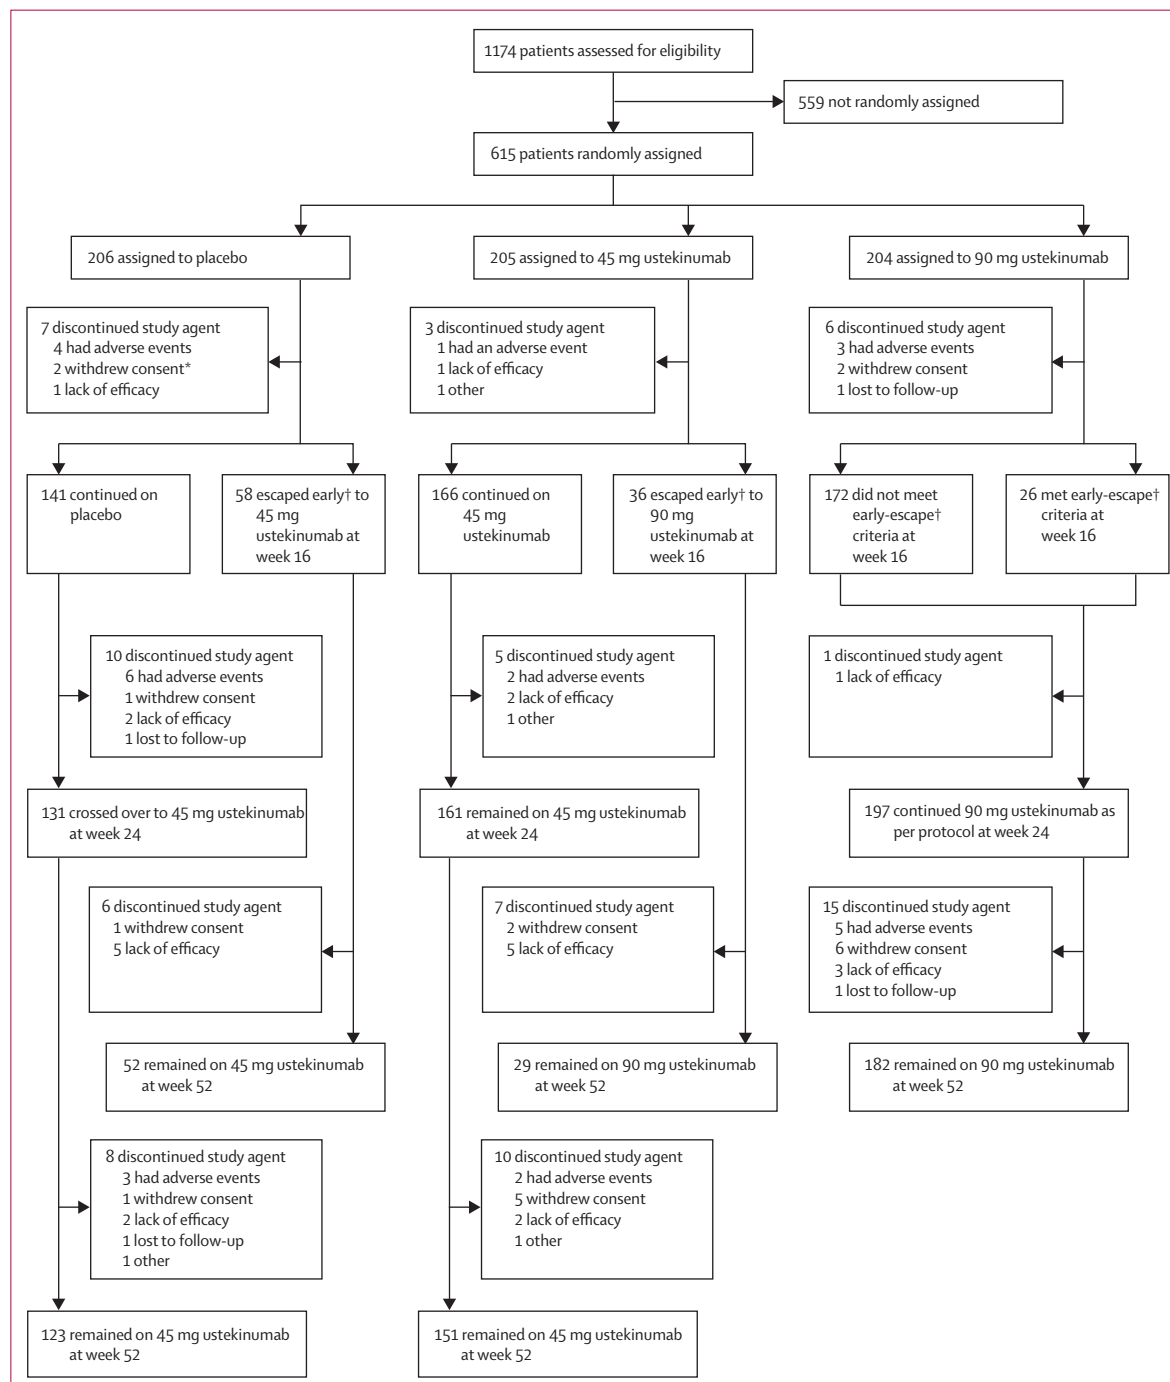 1174 patients assessed for eligibility
559 not randomly assigned
615 patients randomly assigned
206 assigned to placebo
205 assigned to 45 mg ustekinumab
204 assigned to 90 mg ustekinumab
7 discontinued study agent
4 had adverse events
2 withdrew consent*
1 lack of efficacy
3 discontinued study agent
1 had an adverse event
1 lack of efficacy
1 other
6 discontinued study agent
3 had adverse events
2 withdrew consent
1 lost to follow-up
141 continued on
placebo
58 escaped early† to
45 mg
ustekinumab at
week 16
166 continued on
45 mg
ustekinumab
36 escaped early† to
90 mg
ustekinumab at
week 16
172 did not meet
early-escape†
criteria at
week 16
26 met early-escape†
criteria at
week 16
10 discontinued study agent
6 had adverse events
1 withdrew consent
2 lack of efficacy
1 lost to follow-up
5 discontinued study agent
2 had adverse events
2 lack of efficacy
1 other
1 discontinued study agent
1 lack of efficacy
131 crossed over to 45 mg ustekinumab
at week 24
161 remained on 45 mg ustekinumab
at week 24
197 continued 90 mg ustekinumab as
per protocol at week 24
6 discontinued study agent
1 withdrew consent
5 lack of efficacy
7 discontinued study agent
2 withdrew consent
5 lack of efficacy
15 discontinued study agent
5 had adverse events
6 withdrew consent
3 lack of efficacy
1 lost to follow-up
52 remained on 45 mg ustekinumab
at week 52
29 remained on 90 mg ustekinumab
at week 52
182 remained on 90 mg ustekinumab
at week 52
8 discontinued study agent
3 had adverse events
1 withdrew consent
2 lack of efficacy
1 lost to follow-up
1 other
10 discontinued study agent
2 had adverse events
5 withdrew consent
2 lack of efficacy
1 other
123 remained on 45 mg ustekinumab
at week 52
151 remained on 45 mg ustekinumab
at week 52